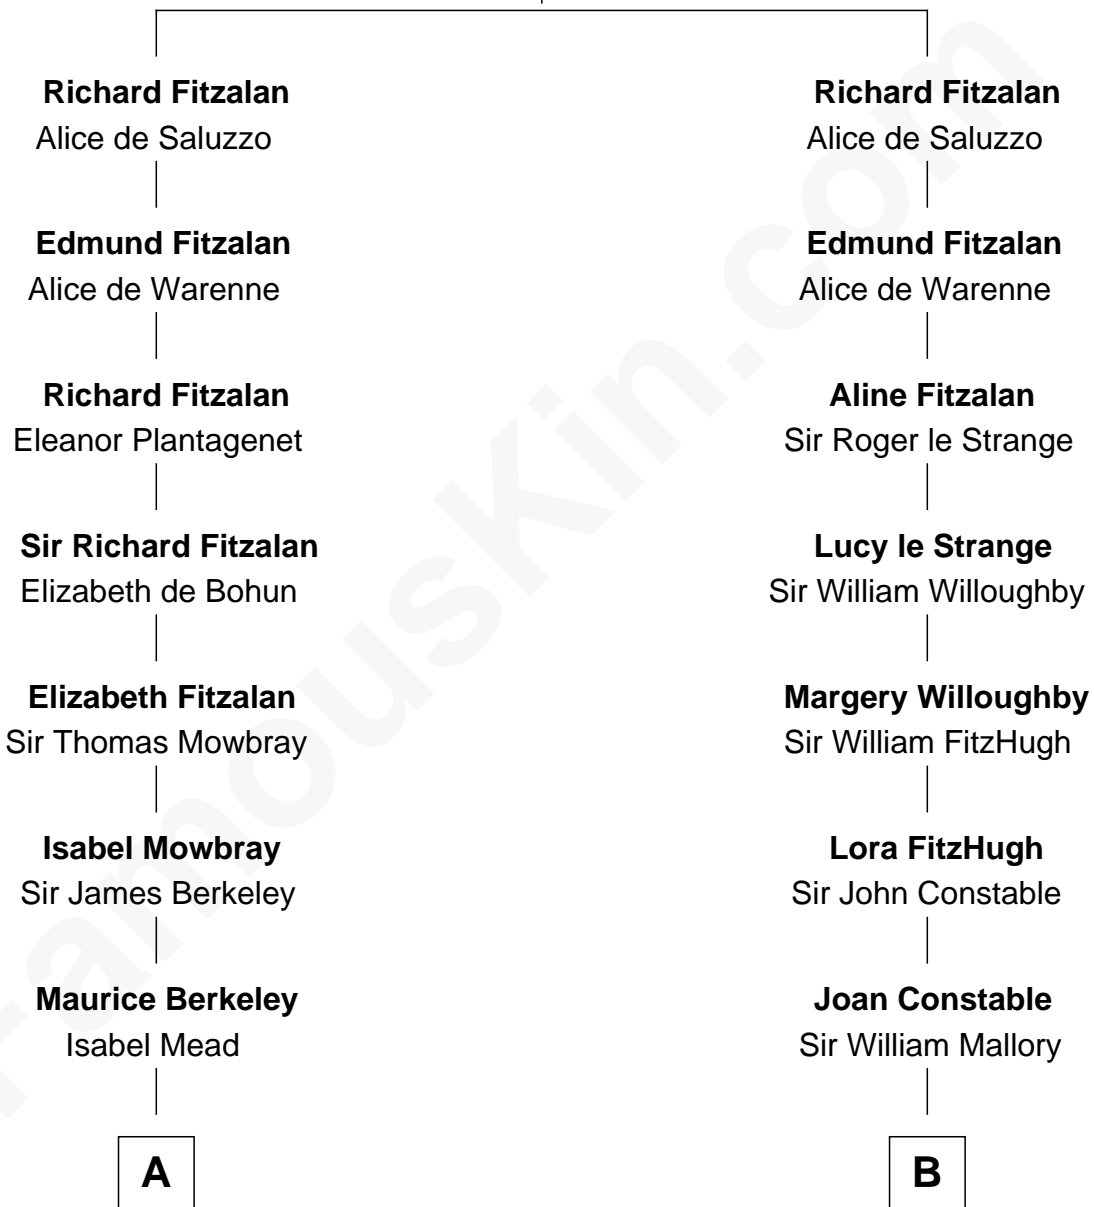 Richard Fitzalan
Alice de Saluzzo
Edmund Fitzalan
Alice de Warenne
Richard Fitzalan
Eleanor Plantagenet
Sir Richard Fitzalan
Elizabeth de Bohun
Elizabeth Fitzalan
Sir Thomas Mowbray
Isabel Mowbray
Sir James Berkeley
Maurice Berkeley
Isabel Mead
A
Richard Fitzalan
Alice de Saluzzo
Edmund Fitzalan
Alice de Warenne
Aline Fitzalan
Sir Roger le Strange
Lucy le Strange
Sir William Willoughby
Margery Willoughby
Sir William FitzHugh
Lora FitzHugh
Sir John Constable
Joan Constable
Sir William Mallory
B
FamousKin.com